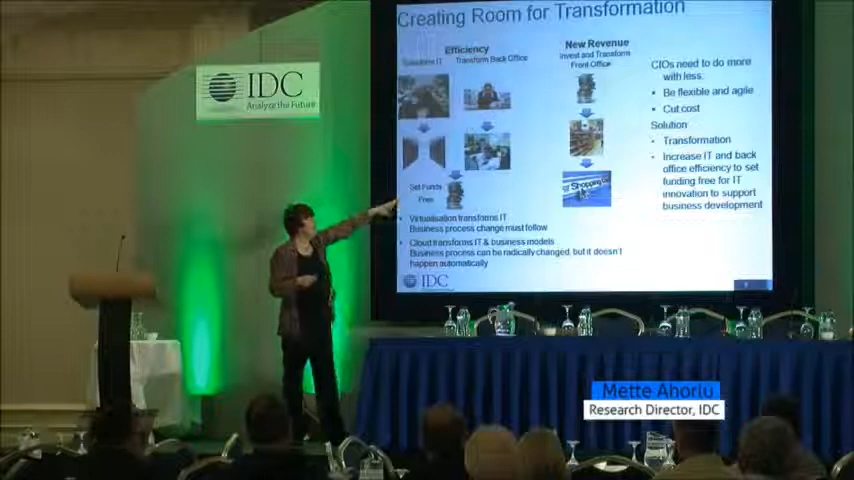 Creating Room for Transformation
IDC
Analyze the Future
Efficiency
Transform Back Office
New Revenue
Invest and Transform
Front Office
Set Funds
Free
Shopping
Virtualisation transforms IT
Business process change must follow
Cloud transforms IT & business models
Business process can be radically changed, but it doesn't
happen automatically
CIOs need to do more
with less:
• Be flexible and agile
• Cut cost
Solution:
• Transformation
• Increase IT and back
office efficiency to set
funding free for IT
innovation to support
business development
IDC
Mette Ahorlu
Research Director, IDC